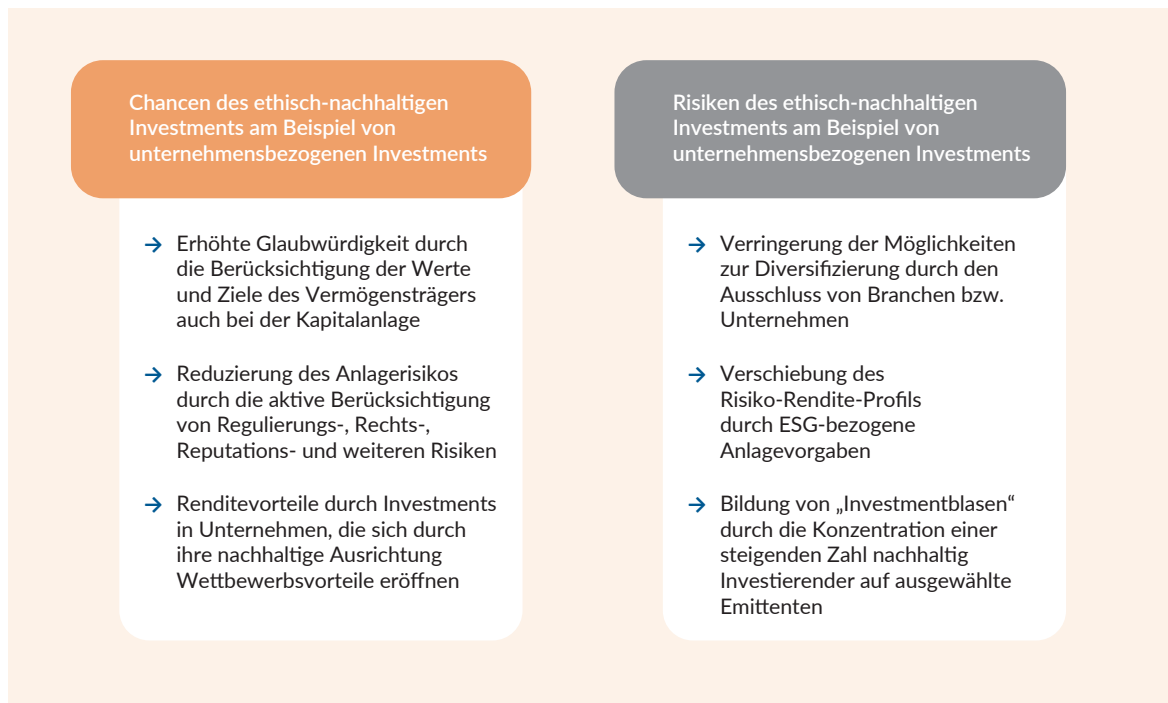 Chancen des ethisch-nachhaltigen
Investments am Beispiel von
unternehmensbezogenen Investments
→ Erhöhte Glaubwürdigkeit durch
die Berücksichtigung der Werte
und Ziele des Vermögensträgers
auch bei der Kapitalanlage
→ Reduzierung des Anlagerisikos
durch die aktive Berücksichtigung
von Regulierungs-, Rechts-,
Reputations- und weiteren Risiken
→ Renditevorteile durch Investments
in Unternehmen, die sich durch
ihre nachhaltige Ausrichtung
Wettbewerbsvorteile eröffnen
Risiken des ethisch-nachhaltigen
Investments am Beispiel von
unternehmensbezogenen Investments
→ Verringerung der Möglichkeiten
zur Diversifizierung durch den
Ausschluss von Branchen bzw.
Unternehmen
→ Verschiebung des
Risiko-Rendite-Profils
durch ESG-bezogene
Anlagevorgaben
→ Bildung von „Investmentblasen“
durch die Konzentration einer
steigenden Zahl nachhaltig
Investierender auf ausgewählte
Emittenten